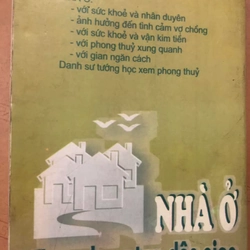 - với sức khoẻ và nhân duyên
- ảnh hưởng đến tình cảm vợ chồng
- với sức khoẻ và vận kim tiền
- với phong thuỷ xung quanh
- với gian ngăn cách
Danh sư tướng học xem phong thuỷ
NHÀ Ở